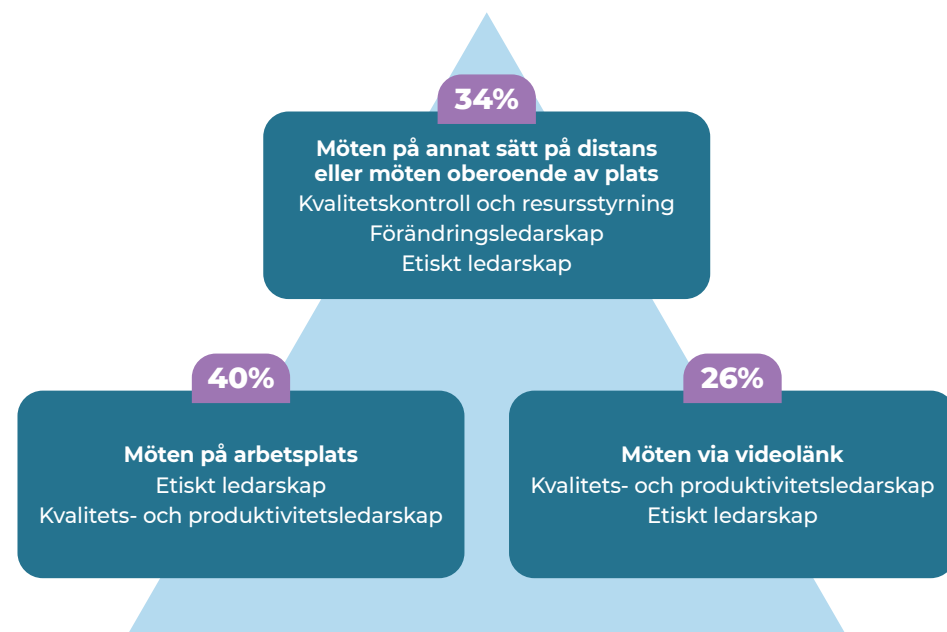 34%
Möten på annat sätt på distans
eller möten oberoende av plats
Kvalitetskontroll och resursstyrning
Förändringsledarskap
Etiskt ledarskap
40%
Möten på arbetsplats
Etiskt ledarskap
Kvalitets- och produktivitetsledarskap
26%
Möten via videolänk
Kvalitets- och produktivitetsledarskap
Etiskt ledarskap